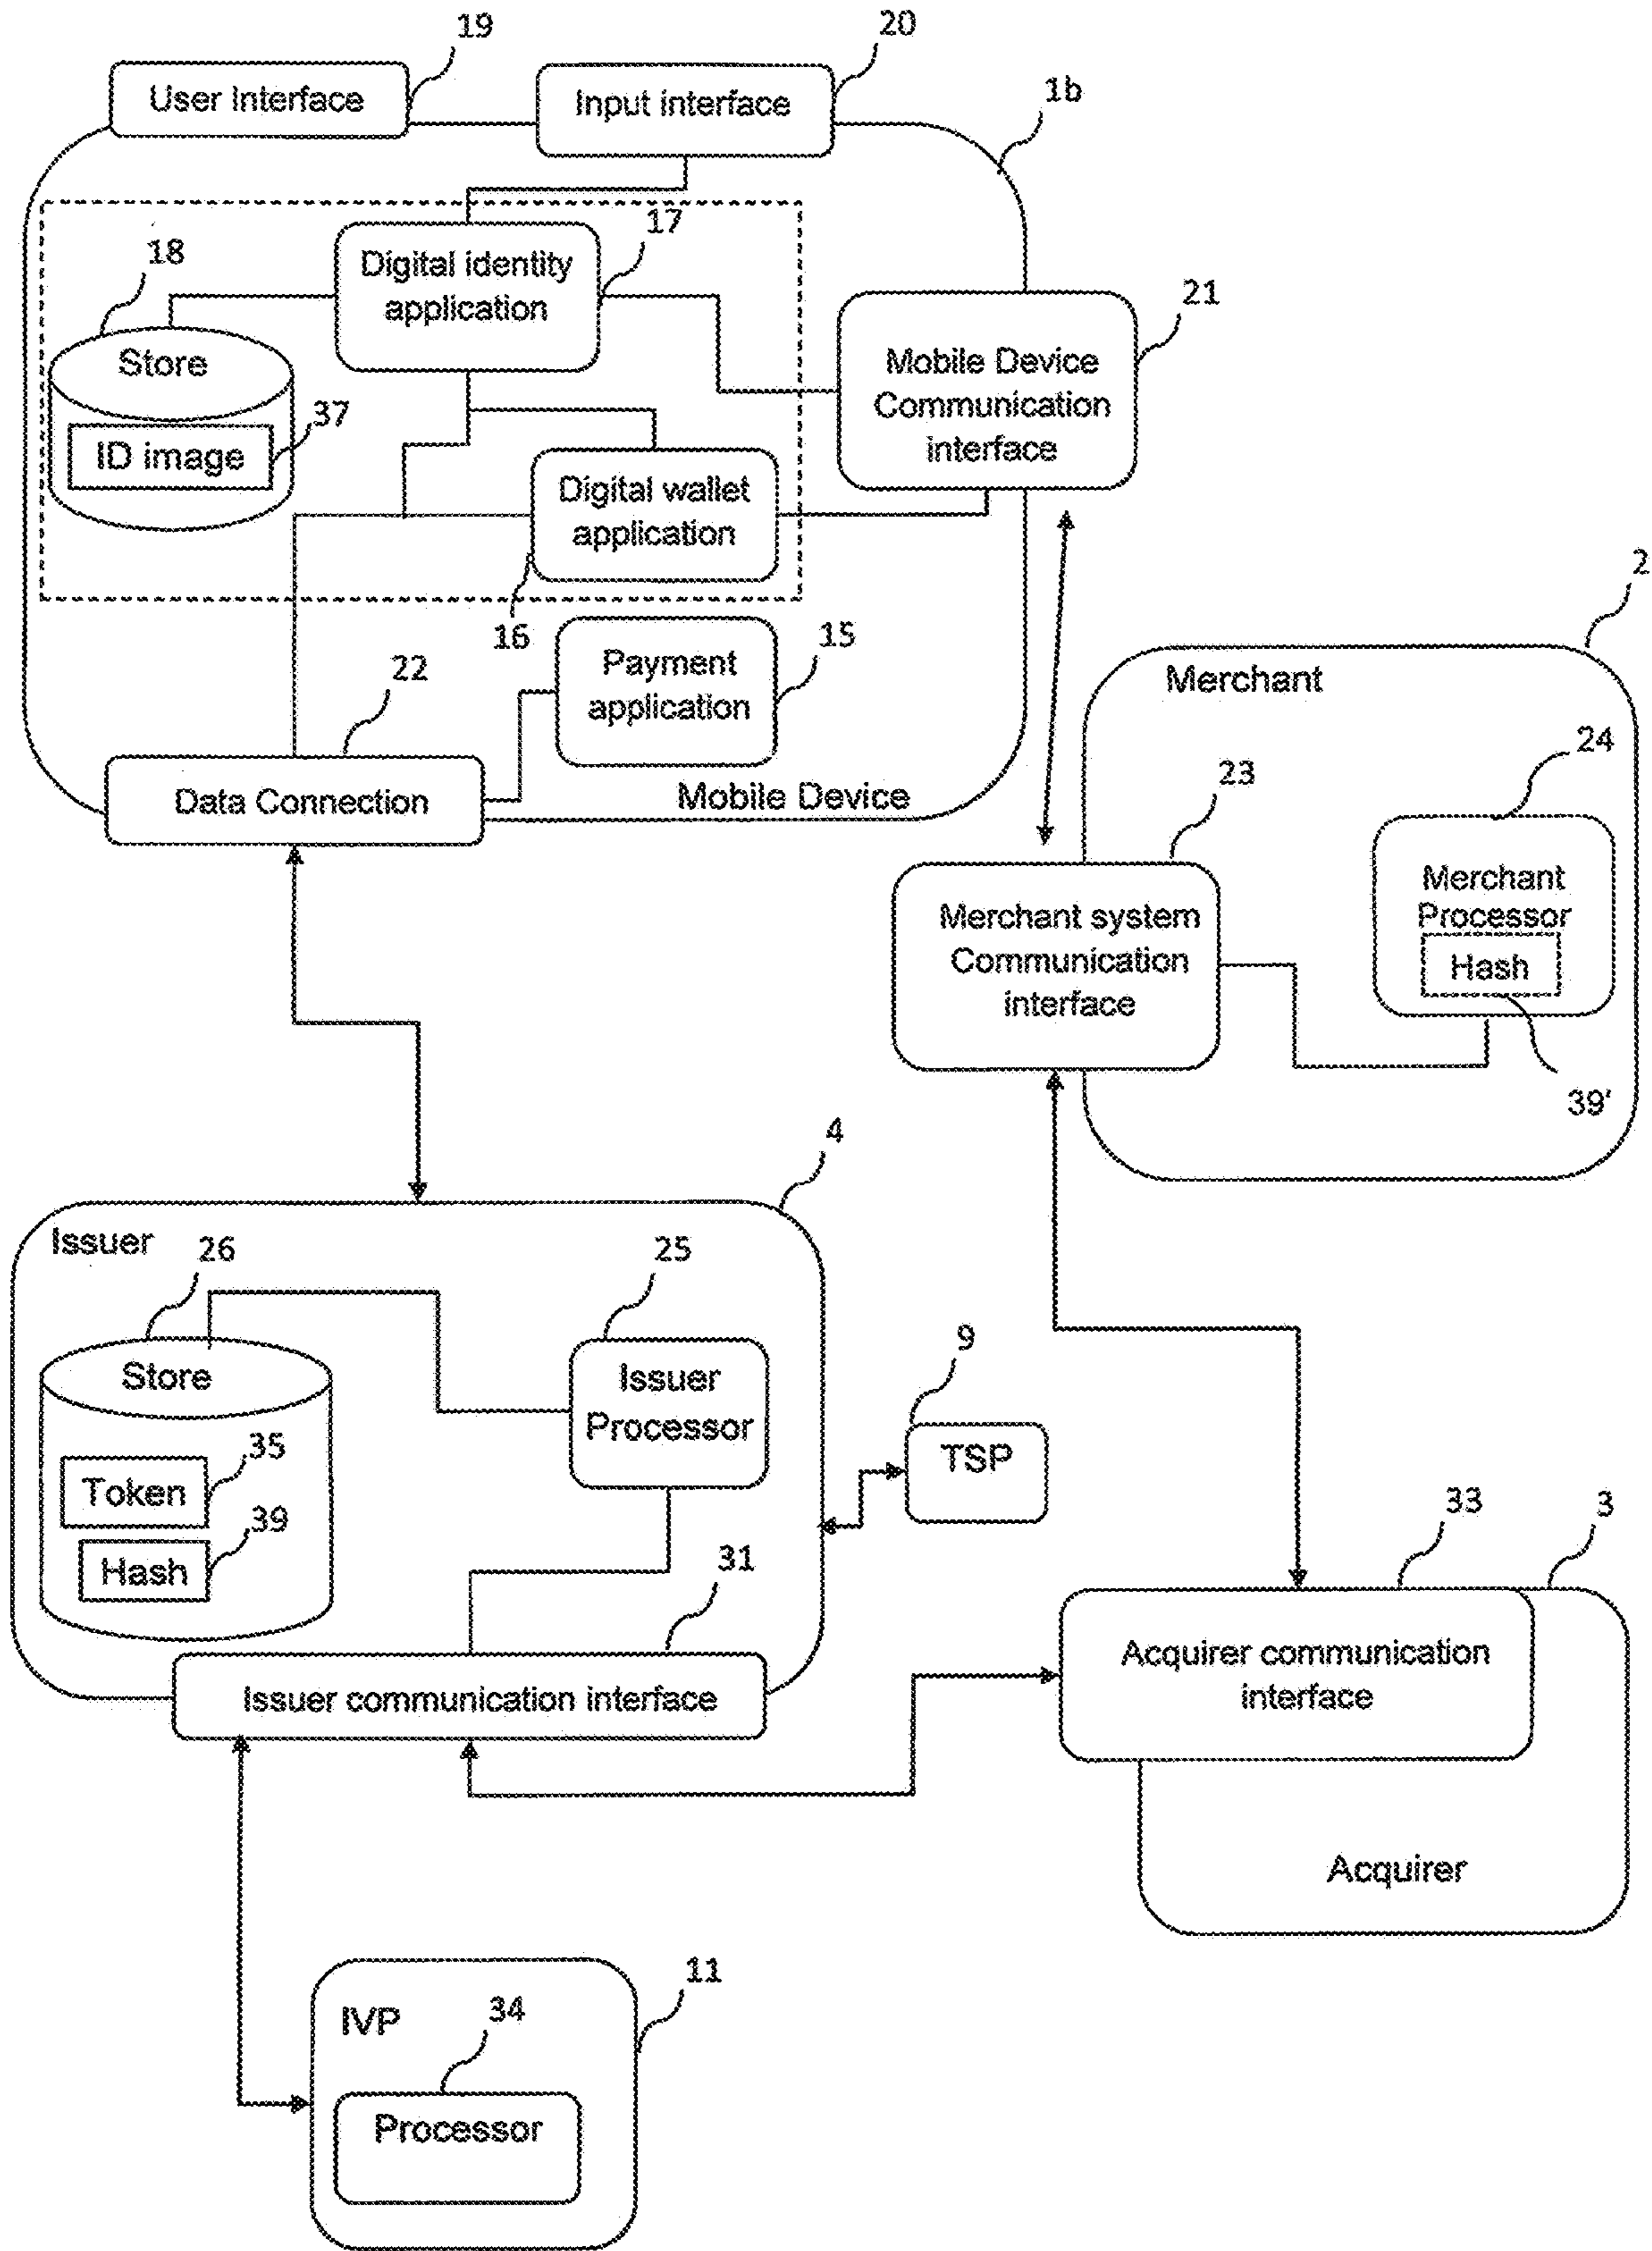 19
20
User Interface
Input interface
1b
17
18
Digital identity
application
21
Store
Mobile Device
Communication
interface
37
ID image
Digital wallet
application
16
15
2
22
Payment
application
Merchant
24
23
Data Connection
Mobile Device
Merchant
Processor
Hash
Merchant system
Communication
interface
39'
4
Issuer
26
25
9
Store
Issuer
Processor
TSP
35
Token
33
3
39
Hash
31
Acquirer communication
interface
Issuer communication interface
Acquirer
11
IVP
34
Processor